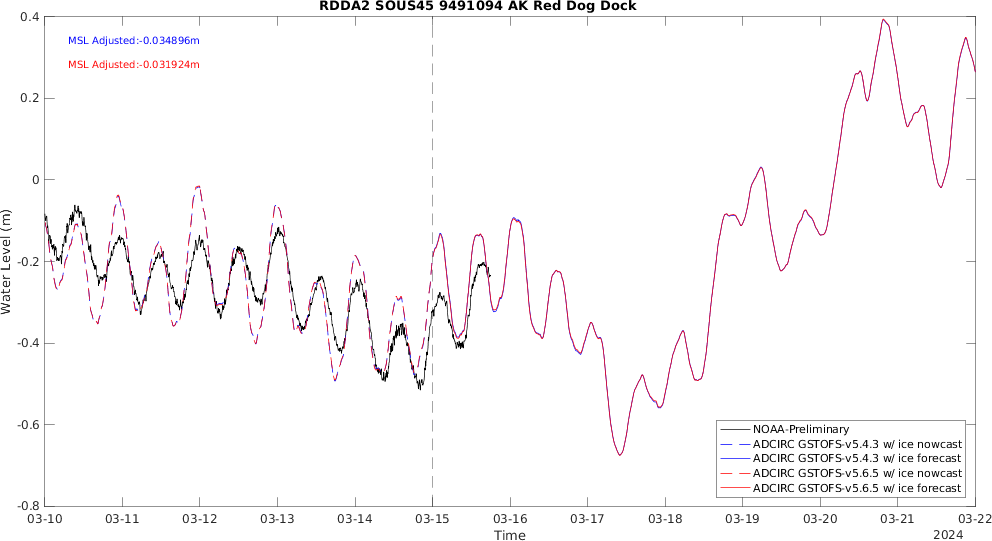 RDDA2 SOUS45 9491094 AK Red Dog Dock
MSL Adjusted:-0.034896m
MSL Adjusted:-0.031924m
Water Level (m)
0.4
0.2
0
-0.2
-0.4
-0.6
-0.8
NOAA-Preliminary
ADCIRC GSTOFS-v5.4.3 w/ ice nowcast
ADCIRC GSTOFS-v5.4.3 w/ ice forecast
ADCIRC GSTOFS-v5.6.5 w/ ice nowcast
ADCIRC GSTOFS-v5.6.5 w/ ice forecast
03-10 03-11 03-12 03-13 03-14 03-15 03-16 03-17 03-18 03-19 03-20 03-21 03-22
Time
2024